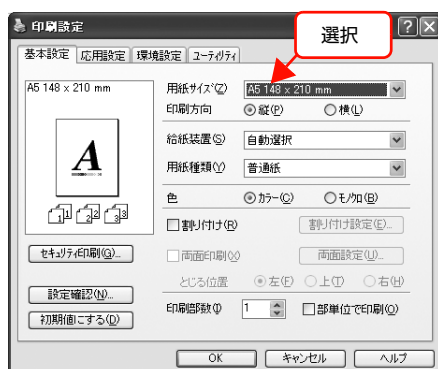 印刷設定
選択
基本設定 応用設定 環境設定 ユーティリティ
A5 148 x 210 mm
用紙サイズ(Z) A5 148 x 210 mm
印刷方向 縦(P) 横(L)
給紙装置(S) 自動選択
用紙種類(Y) 普通紙
A
色 カラー(C) モノクロ(B)
1 2 3
割り付け(R) 割り付け設定(E)...
セキュリティ印刷(G)...
両面印刷(X) 両面設定(U)...
とじる位置 左(F) 上(T) 右(H)
設定確認(N)...
印刷部数(I) 1 部単位で印刷(O)
初期値にする(D)
OK キャンセル ヘルプ